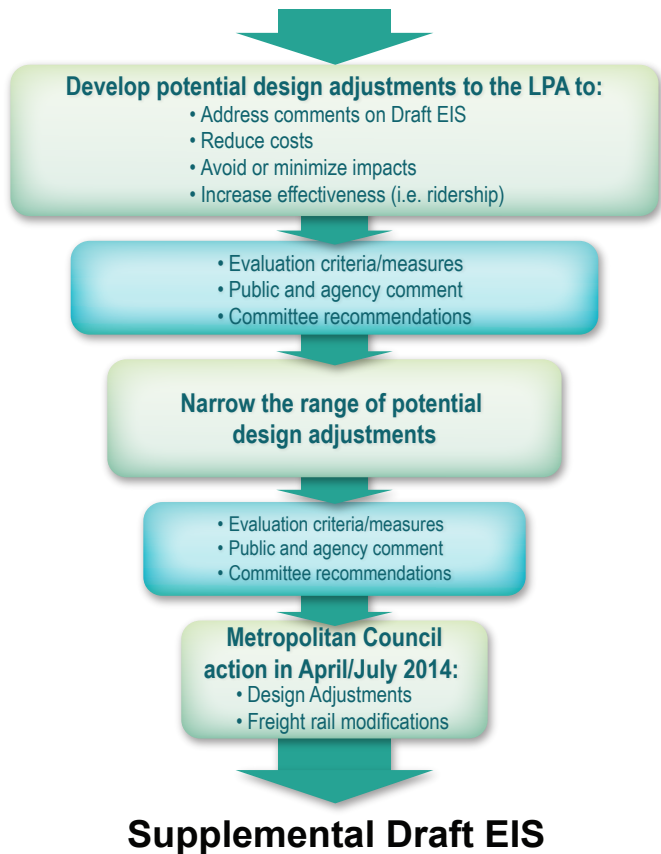 Develop potential design adjustments to the LPA to:
• Address comments on Draft EIS
• Reduce costs
• Avoid or minimize impacts
• Increase effectiveness (i.e. ridership)
• Evaluation criteria/measures
• Public and agency comment
• Committee recommendations
Narrow the range of potential
design adjustments
• Evaluation criteria/measures
• Public and agency comment
• Committee recommendations
Metropolitan Council
action in April/July 2014:
• Design Adjustments
• Freight rail modifications
Supplemental Draft EIS